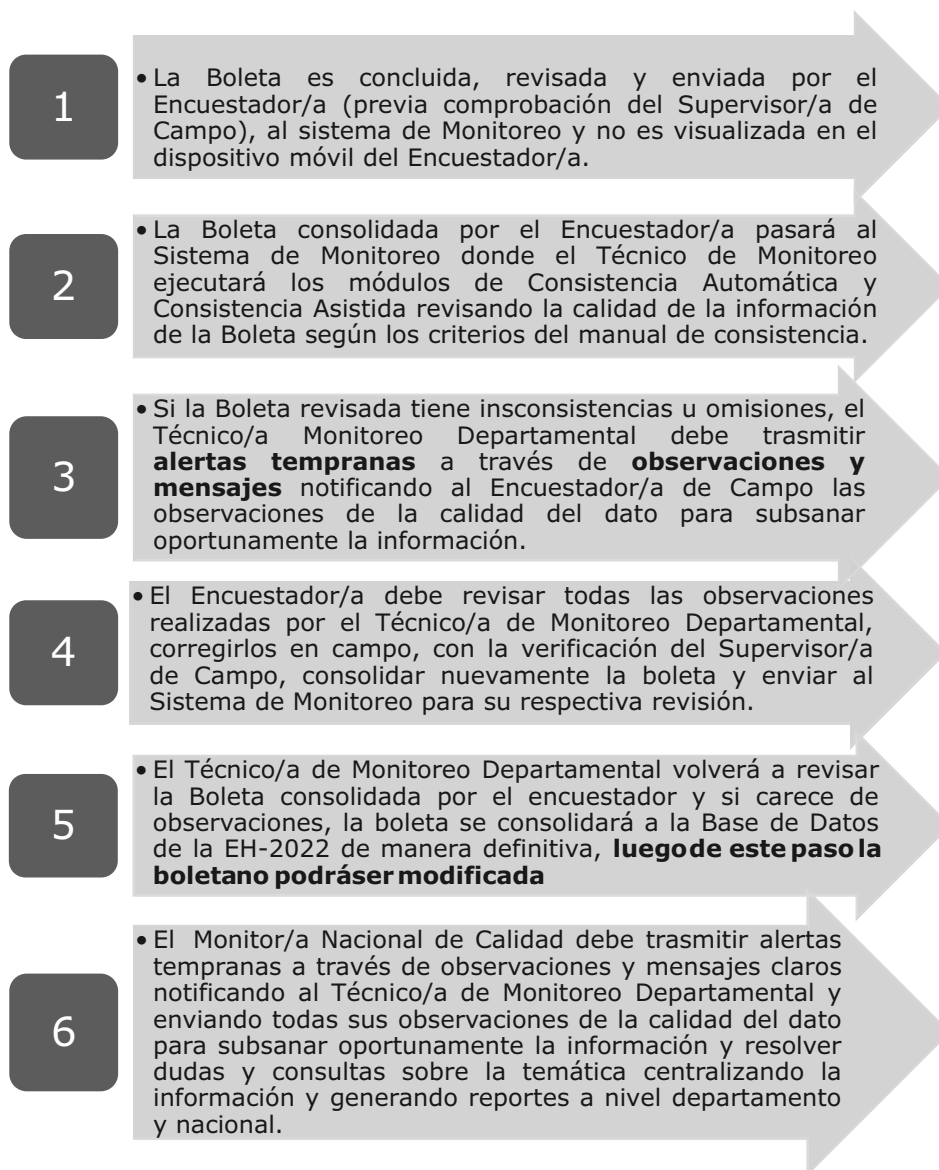 1
• La Boleta es concluida, revisada y enviada por el
Encuestador/a (previa comprobación del Supervisor/a de
Campo), al sistema de Monitoreo y no es visualizada en el
dispositivo móvil del Encuestador/a.
2
• La Boleta consolidada por el Encuestador/a pasará al
Sistema de Monitoreo donde el Técnico de Monitoreo
ejecutará los módulos de Consistencia Automática y
Consistencia Asistida revisando la calidad de la información
de la Boleta según los criterios del manual de consistencia.
3
• Si la Boleta revisada tiene insconsistencias u omisiones, el
Técnico/a Monitoreo Departamental debe trasmitir
alertas tempranas a través de observaciones y
mensajes notificando al Encuestador/a de Campo las
observaciones de la calidad del dato para subsanar
oportunamente la información.
4
• El Encuestador/a debe revisar todas las observaciones
realizadas por el Técnico/a de Monitoreo Departamental,
corregirlos en campo, con la verificación del Supervisor/a
de Campo, consolidar nuevamente la boleta y enviar al
Sistema de Monitoreo para su respectiva revisión.
5
• El Técnico/a de Monitoreo Departamental volverá a revisar
la Boleta consolidada por el encuestador y si carece de
observaciones, la boleta se consolidará a la Base de Datos
de la EH-2022 de manera definitiva, luegode este paso la
boletano podráser modificada
6
• El Monitor/a Nacional de Calidad debe trasmitir alertas
tempranas a través de observaciones y mensajes claros
notificando al Técnico/a de Monitoreo Departamental y
enviando todas sus observaciones de la calidad del dato
para subsanar oportunamente la información y resolver
dudas y consultas sobre la temática centralizando la
información y generando reportes a nivel departamento
y nacional.